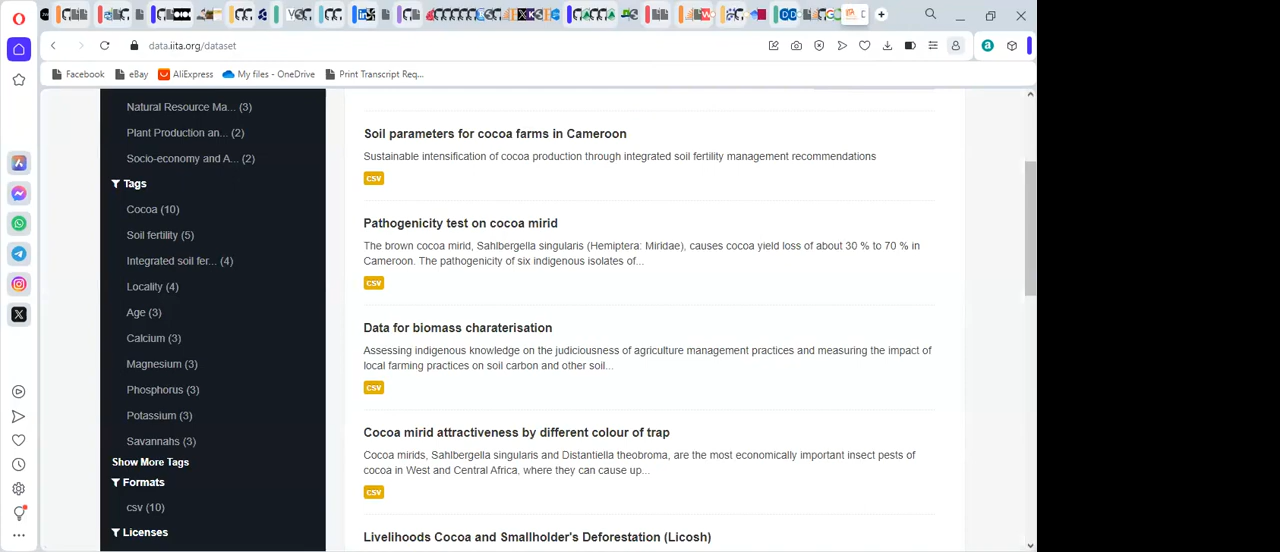 data.iita.org/dataset
Facebook
eBay
AliExpress
My files - OneDrive
Print Transcript Req...
Natural Resource Ma... (3)
Plant Production an... (2)
Socio-economy and A... (2)
Tags
Cocoa (10)
Soil fertility (5)
Integrated soil fer... (4)
Locality (4)
Age (3)
Calcium (3)
Magnesium (3)
Phosphorus (3)
Potassium (3)
Savannahs (3)
Show More Tags
Formats
csv (10)
Licenses
Soil parameters for cocoa farms in Cameroon
Sustainable intensification of cocoa production through integrated soil fertility management recommendations
CSV
Pathogenicity test on cocoa mirid
The brown cocoa mirid, Sahlbergella singularis (Hemiptera: Miridae), causes cocoa yield loss of about 30 % to 70 % in
Cameroon. The pathogenicity of six indigenous isolates of...
CSV
Data for biomass charaterisation
Assessing indigenous knowledge on the judiciousness of agriculture management practices and measuring the impact of
local farming practices on soil carbon and other soil...
CSV
Cocoa mirid attractiveness by different colour of trap
Cocoa mirids, Sahlbergella singularis and Distantiella theobroma, are the most economically important insect pests of
cocoa in West and Central Africa, where they can cause up...
CSV
Livelihoods Cocoa and Smallholder's Deforestation (Licosh)